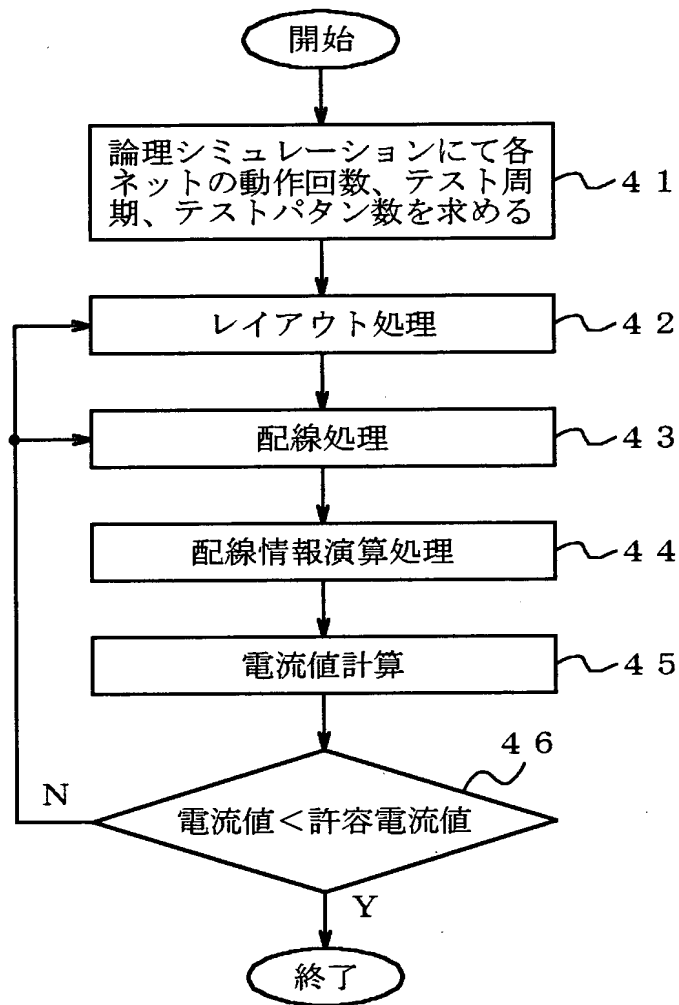 開始
論理シミュレーションにて各
ネットの動作回数、テスト周
期、テストパタン数を求める
41
レイアウト処理
42
配線処理
43
配線情報演算処理
44
電流値計算
45
46
N
電流値<許容電流値
Y
終了